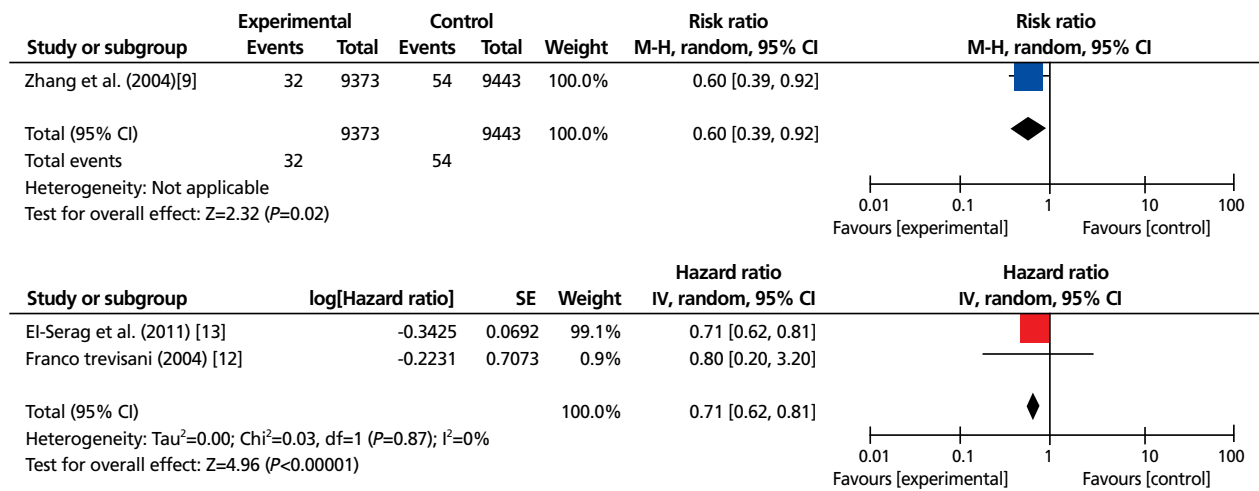 Experimental Control Risk ratio Risk ratio
Study or subgroup Events Total Events Total Weight M-H, random, 95% CI M-H, random, 95% CI
Zhang et al. (2004)[9] 32 9373 54 9443 100.0% 0.60 [0.39, 0.92]
Total (95% CI) 9373 9443 100.0% 0.60 [0.39, 0.92]
Total events 32 54
Heterogeneity: Not applicable
Test for overall effect: Z=2.32 (P=0.02)
0.01 0.1 1 10 100
Favours [experimental] Favours [control]
Hazard ratio Hazard ratio
Study or subgroup log[Hazard ratio] SE Weight IV, random, 95% CI IV, random, 95% CI
EI-Serag et al. (2011) [13] -0.3425 0.0692 99.1% 0.71 [0.62, 0.81]
Franco trevisani (2004) [12] -0.2231 0.7073 0.9% 0.80 [0.20, 3.20]
Total (95% CI) 100.0% 0.71 [0.62, 0.81]
Heterogeneity: Tau²=0.00; Chi²=0.03, df=1 (P=0.87); I²=0%
Test for overall effect: Z=4.96 (P<0.00001)
0.01 0.1 1 10 100
Favours [experimental] Favours [control]